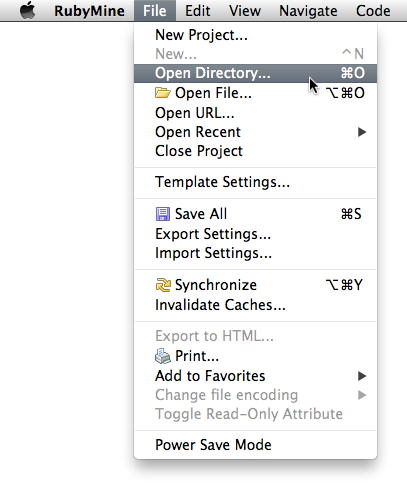 RubyMine File Edit View Navigate Code
New Project...
New... ^N
Open Directory... ⌘O
Open File... ⌥⌘O
Open URL...
Open Recent ▶
Close Project
Template Settings...
Save All ⌘S
Export Settings...
Import Settings...
Synchronize ⌥⌘Y
Invalidate Caches...
Export to HTML...
Print...
Add to Favorites ▶
Change file encoding ▶
Toggle Read-Only Attribute
Power Save Mode